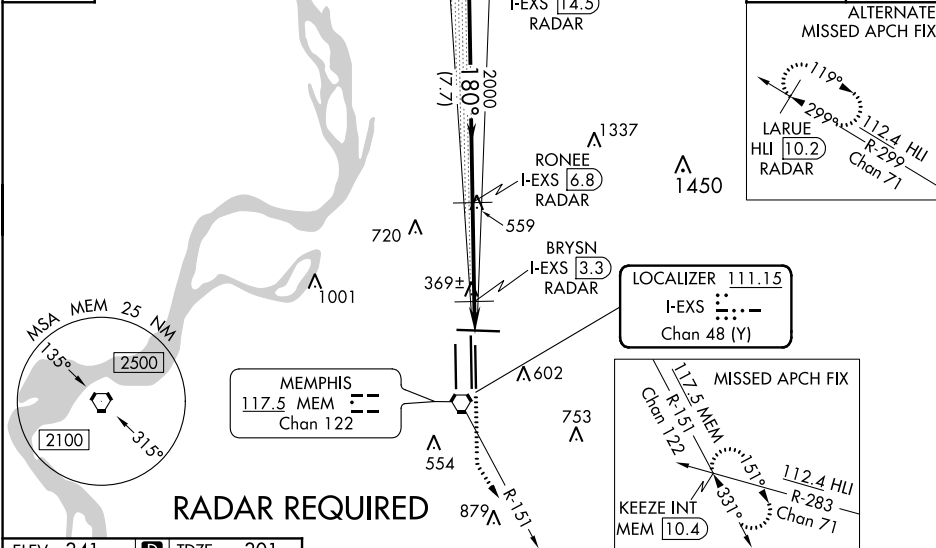 I-EXS 14.5
RADAR
ALTERNATE
MISSED APCH FIX
119°
299°
112.4 HLI
R-299
Chan 71
LARUE
HLI 10.2
RADAR
2000
180°
(7.7)
1337
RONEE
I-EXS 6.8
RADAR
1450
559
720
BRYSN
I-EXS 3.3
RADAR
369±
1001
LOCALIZER 111.15
I-EXS
Chan 48 (Y)
MSA MEM 25 NM
135°
2500
2100
315°
MEMPHIS
117.5 MEM
Chan 122
602
753
554
879
R-151
RADAR REQUIRED
MISSED APCH FIX
117.5 MEM
R-151
Chan 122
151°
331°
112.4 HLI
R-283
Chan 71
KEEZE INT
MEM 10.4
ELEV 341 D TDZE 301